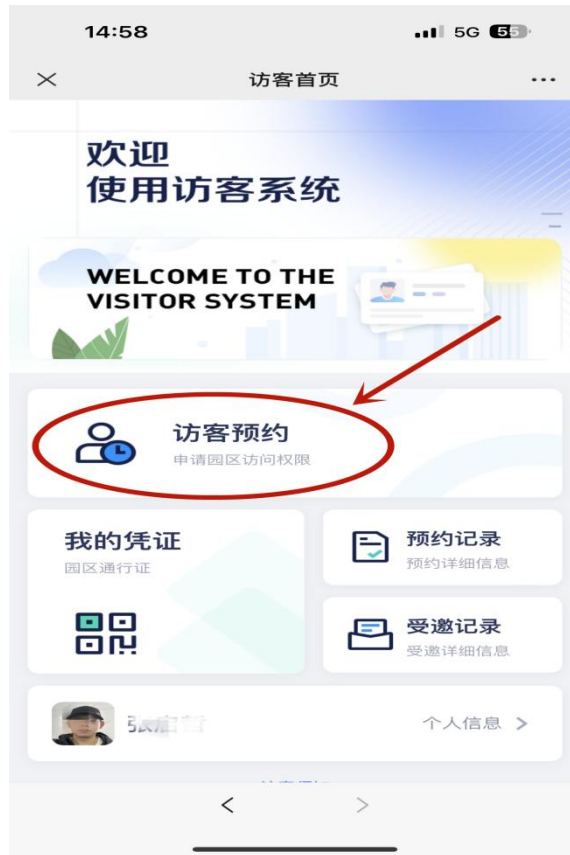 14:58
5G 55
访客首页
欢迎
使用访客系统
WELCOME TO THE
VISITOR SYSTEM
访客预约
申请园区访问权限
我的凭证
园区通行证
预约记录
预约详细信息
受邀记录
受邀详细信息
个人信息